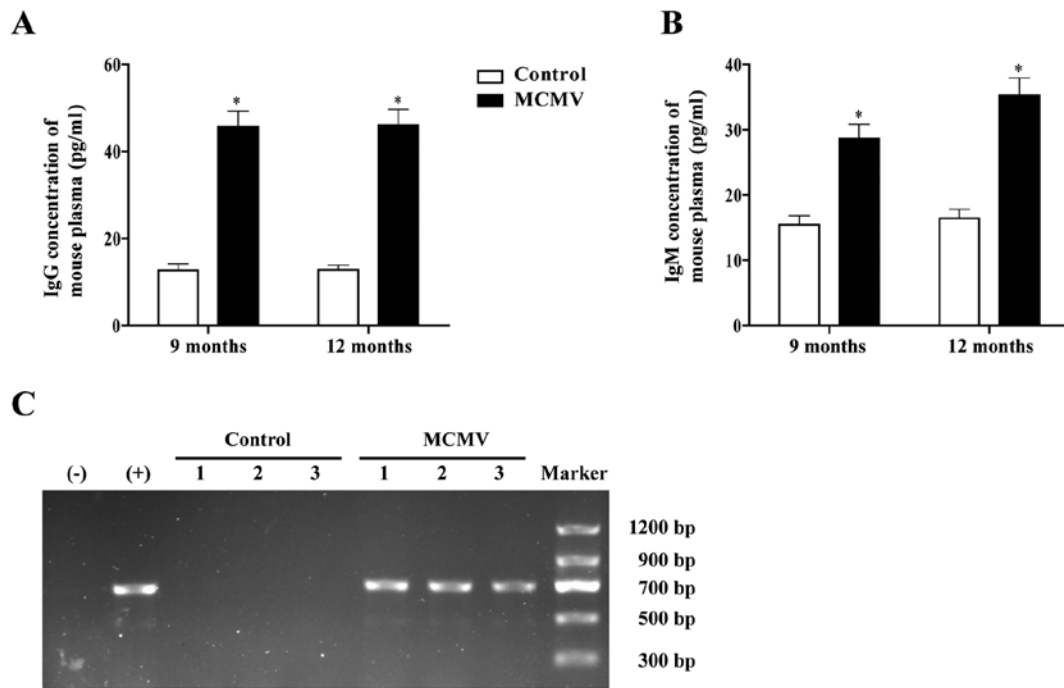 A
IgG concentration of
mouse plasma (pg/ml)
60
40
20
0
*
*
9 months
12 months
Control
MCMV
B
IgM concentration of
mouse plasma (pg/ml)
40
30
20
10
0
*
*
9 months
12 months
C
Control
MCMV
(-)
(+)
1
2
3
1
2
3
Marker
1200 bp
900 bp
700 bp
500 bp
300 bp